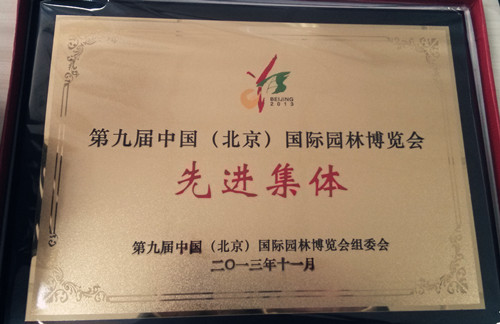 BEIJING
2013
第九届中国（北京）国际园林博览会
先进集体
第九届中国（北京）国际园林博览会组委会
二〇一三年十一月